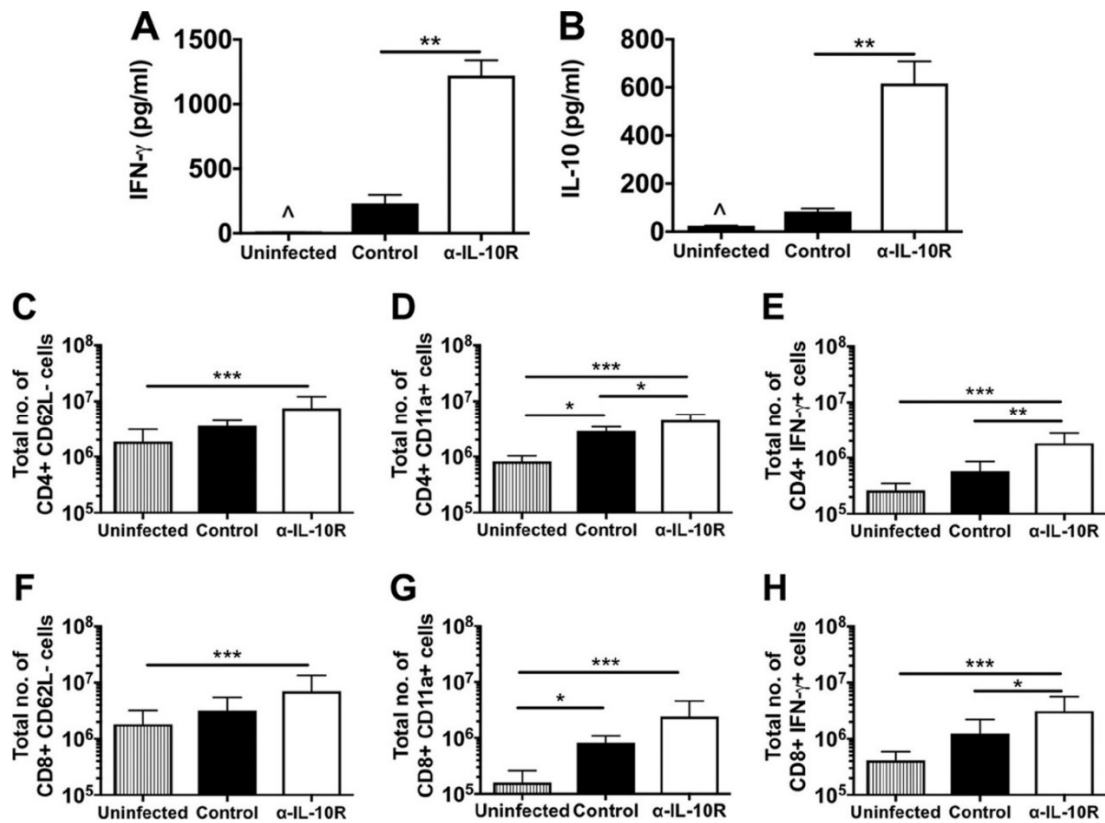 A
IFN-γ (pg/ml)
1500
1000
500
0
**
^
Uninfected Control α-IL-10R
B
IL-10 (pg/ml)
800
600
400
200
0
**
^
Uninfected Control α-IL-10R
C
Total no. of
CD4+ CD62L- cells
10⁸
10⁷
10⁶
10⁵
***
Uninfected Control α-IL-10R
D
Total no. of
CD4+ CD11a+ cells
10⁸
10⁷
10⁶
10⁵
***
*
*
Uninfected Control α-IL-10R
E
Total no. of
CD4+ IFN-γ+ cells
10⁸
10⁷
10⁶
10⁵
***
**
Uninfected Control α-IL-10R
F
Total no. of
CD8+ CD62L- cells
10⁸
10⁷
10⁶
10⁵
***
Uninfected Control α-IL-10R
G
Total no. of
CD8+ CD11a+ cells
10⁸
10⁷
10⁶
10⁵
***
*
Uninfected Control α-IL-10R
H
Total no. of
CD8+ IFN-γ+ cells
10⁸
10⁷
10⁶
10⁵
***
*
Uninfected Control α-IL-10R